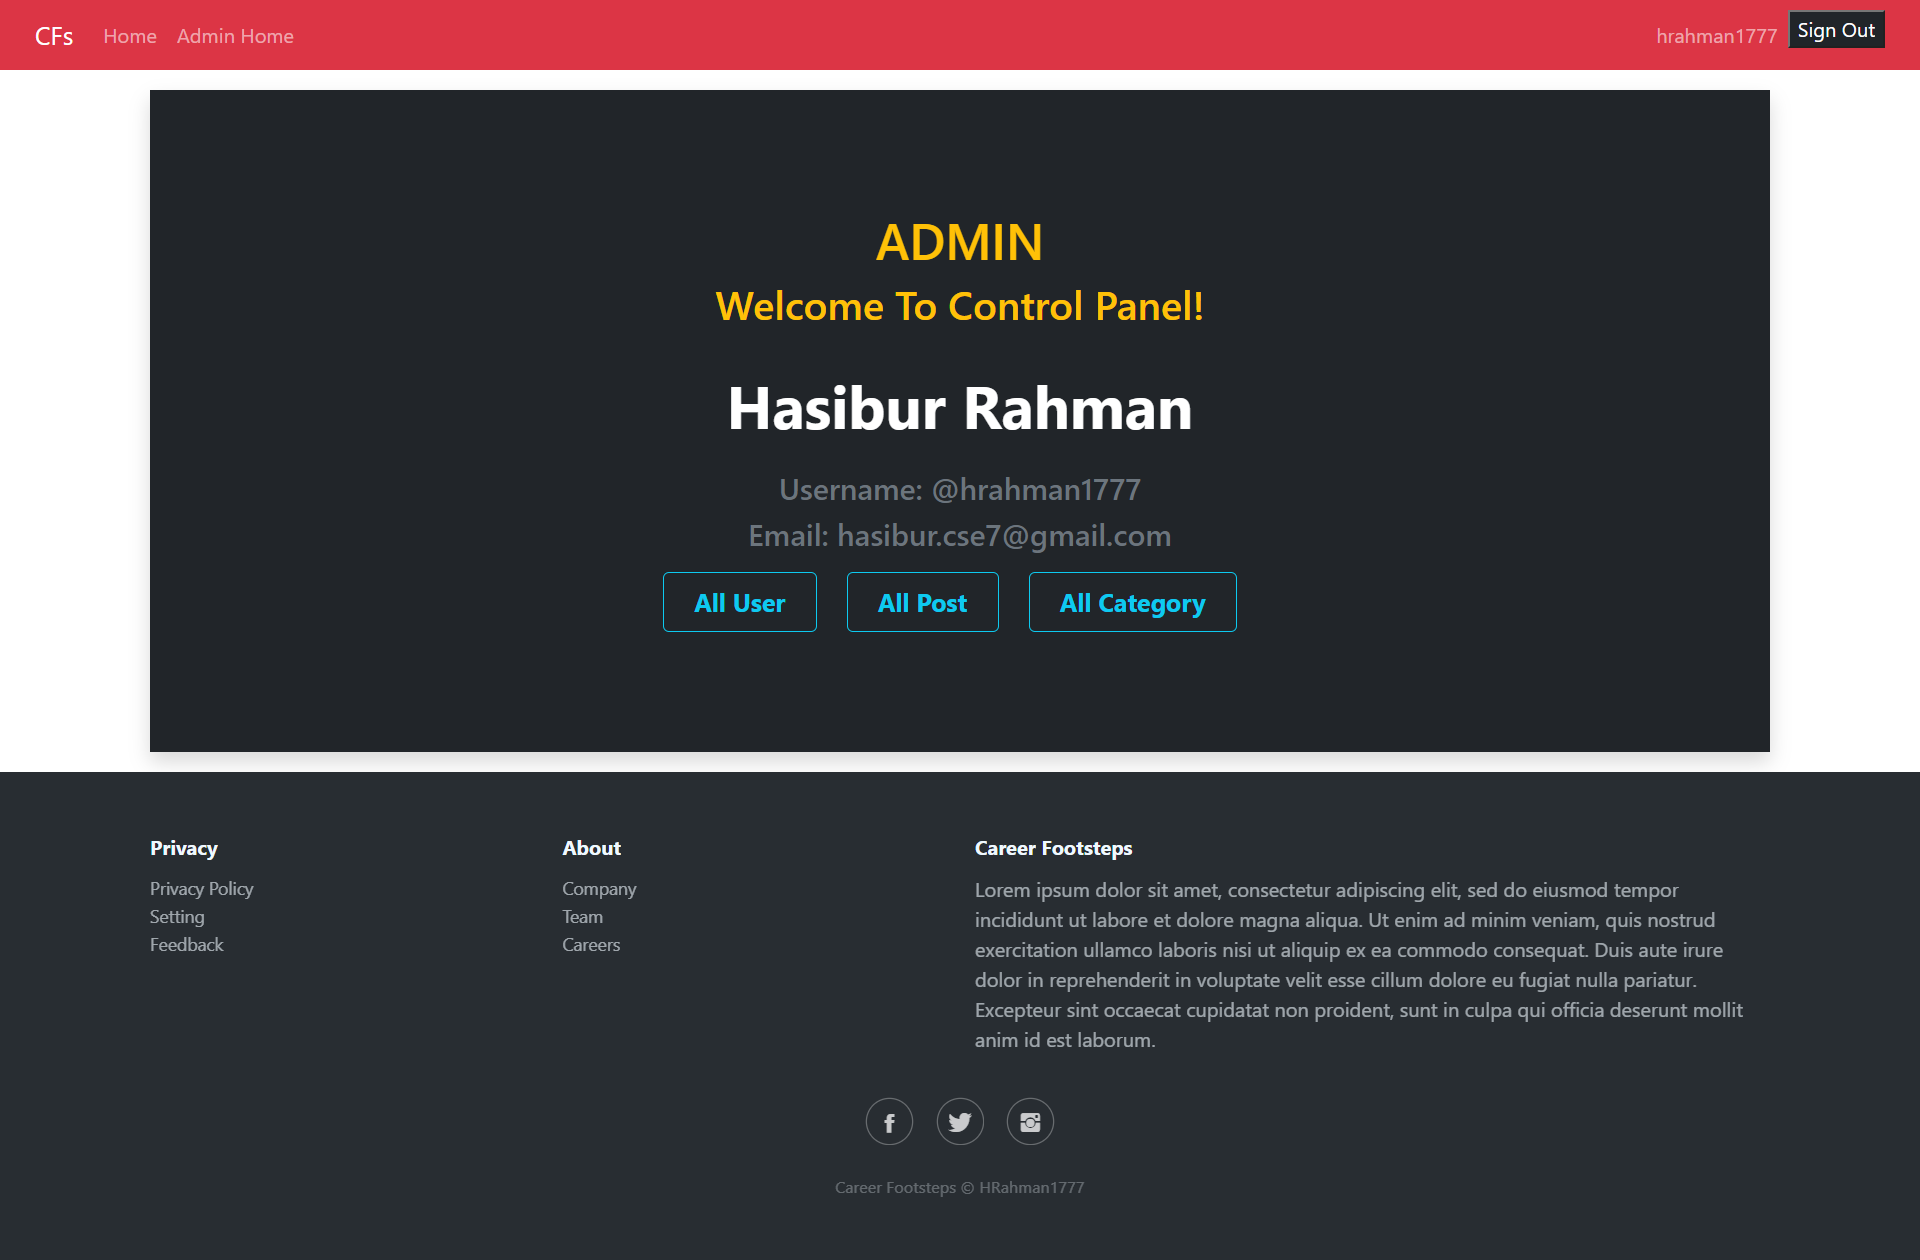 CFs Home Admin Home hrahman1777 Sign Out
ADMIN
Welcome To Control Panel!
Hasibur Rahman
Username: @hrahman1777
Email: hasibur.cse7@gmail.com
All User All Post All Category
Privacy
Privacy Policy
Setting
Feedback
About
Company
Team
Careers
Career Footsteps
Lorem ipsum dolor sit amet, consectetur adipiscing elit, sed do eiusmod tempor
incididunt ut labore et dolore magna aliqua. Ut enim ad minim veniam, quis nostrud
exercitation ullamco laboris nisi ut aliquip ex ea commodo consequat. Duis aute irure
dolor in reprehenderit in voluptate velit esse cillum dolore eu fugiat nulla pariatur.
Excepteur sint occaecat cupidatat non proident, sunt in culpa qui officia deserunt mollit
anim id est laborum.
Career Footsteps © HRahman1777